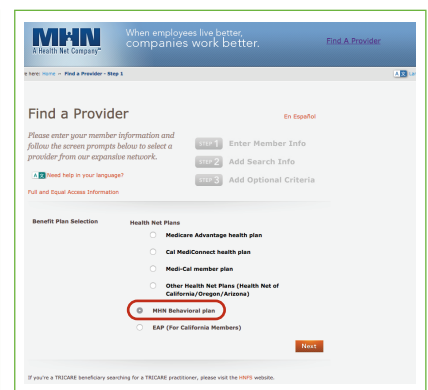 MHN
A Health Net Company℠
When employees live better,
companies work better.
Find A Provider
e here: Home → Find a Provider - Step 1
Find a Provider
En Español
Please enter your member information and
follow the screen prompts below to select a
provider from our expansive network.
STEP 1 Enter Member Info
STEP 2 Add Search Info
STEP 3 Add Optional Criteria
Need help in your language?
Full and Equal Access Information
Benefit Plan Selection
Health Net Plans
Medicare Advantage health plan
Cal MediConnect health plan
Medi-Cal member plan
Other Health Net Plans (Health Net of
California/Oregon/Arizona)
MHN Behavioral plan
EAP (For California Members)
Next
If you're a TRICARE beneficiary searching for a TRICARE practitioner, please visit the HNFS website.